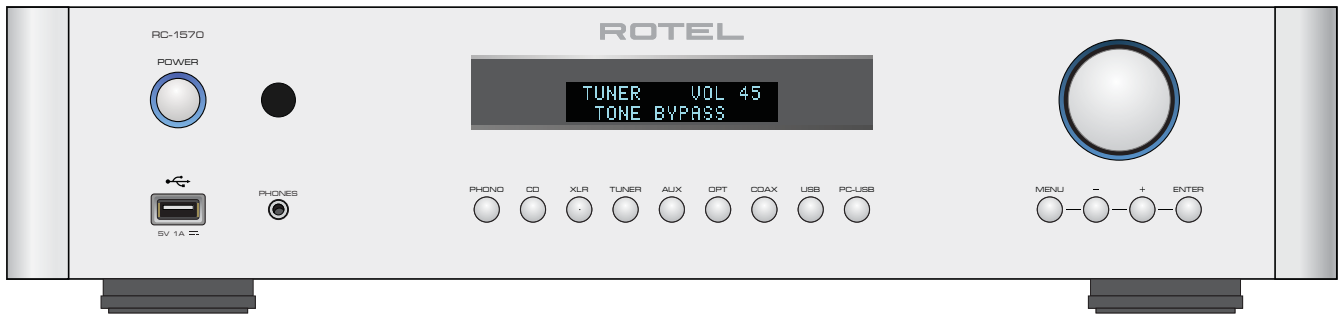 ROTEL
RC-1570
POWER
TUNER VOL 45
TONE BYPASS
5V 1A
PHONES
PHONO CD XLR TUNER AUX OPT COAX USB PC-USB
MENU − + ENTER